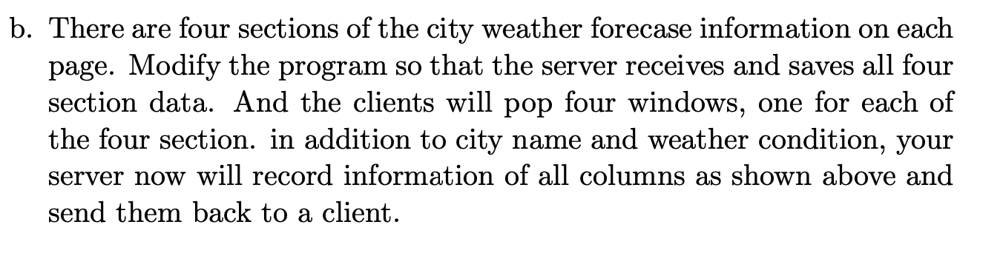 b. There are four sections of the city weather forecase information on each
page. Modify the program so that the server receives and saves all four
section data. And the clients will pop four windows, one for each of
the four section. in addition to city name and weather condition, your
server now will record information of all columns as shown above and
send them back to a client.